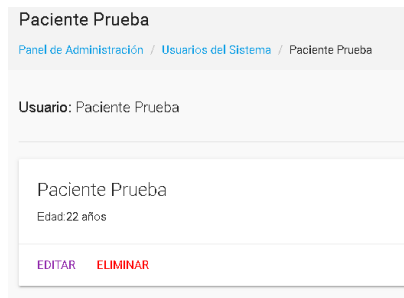 Paciente Prueba
Panel de Administración / Usuarios del Sistema / Paciente Prueba
Usuario: Paciente Prueba
Paciente Prueba
Edad:22 años
EDITAR ELIMINAR